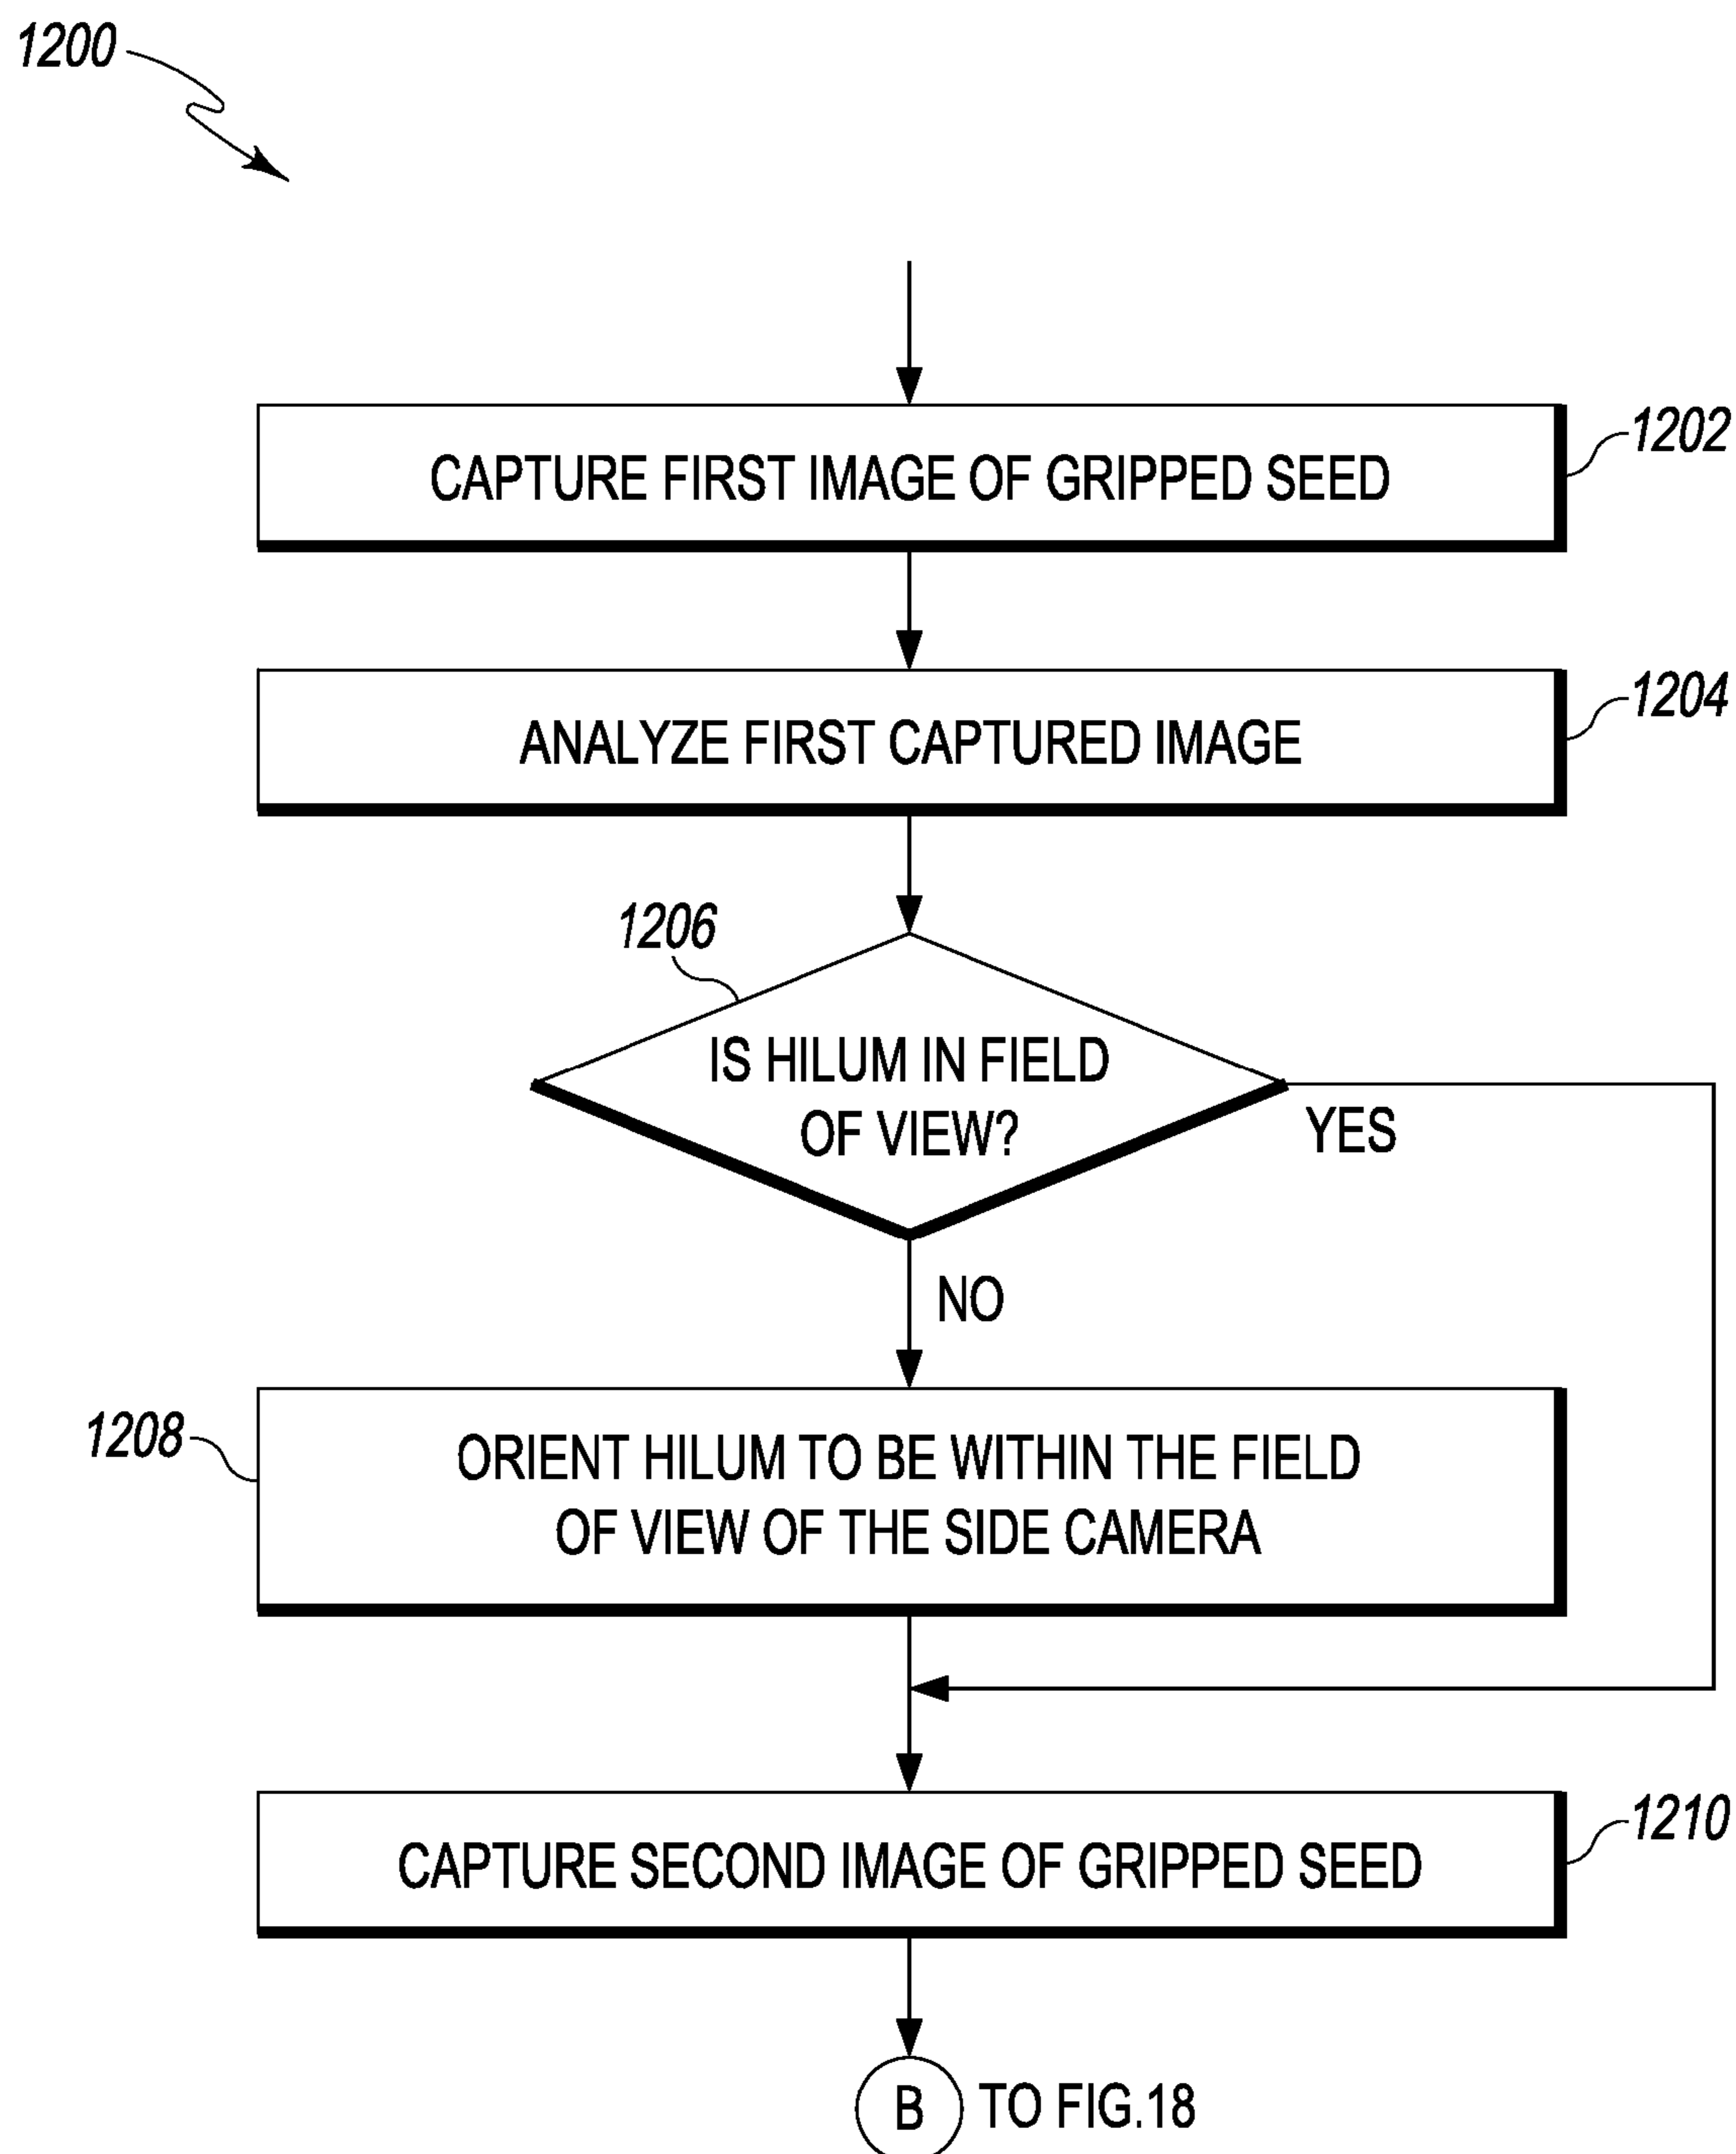 1200
CAPTURE FIRST IMAGE OF GRIPPED SEED
1202
ANALYZE FIRST CAPTURED IMAGE
1204
1206
IS HILUM IN FIELD
OF VIEW?
YES
NO
1208
ORIENT HILUM TO BE WITHIN THE FIELD
OF VIEW OF THE SIDE CAMERA
CAPTURE SECOND IMAGE OF GRIPPED SEED
1210
B TO FIG.18